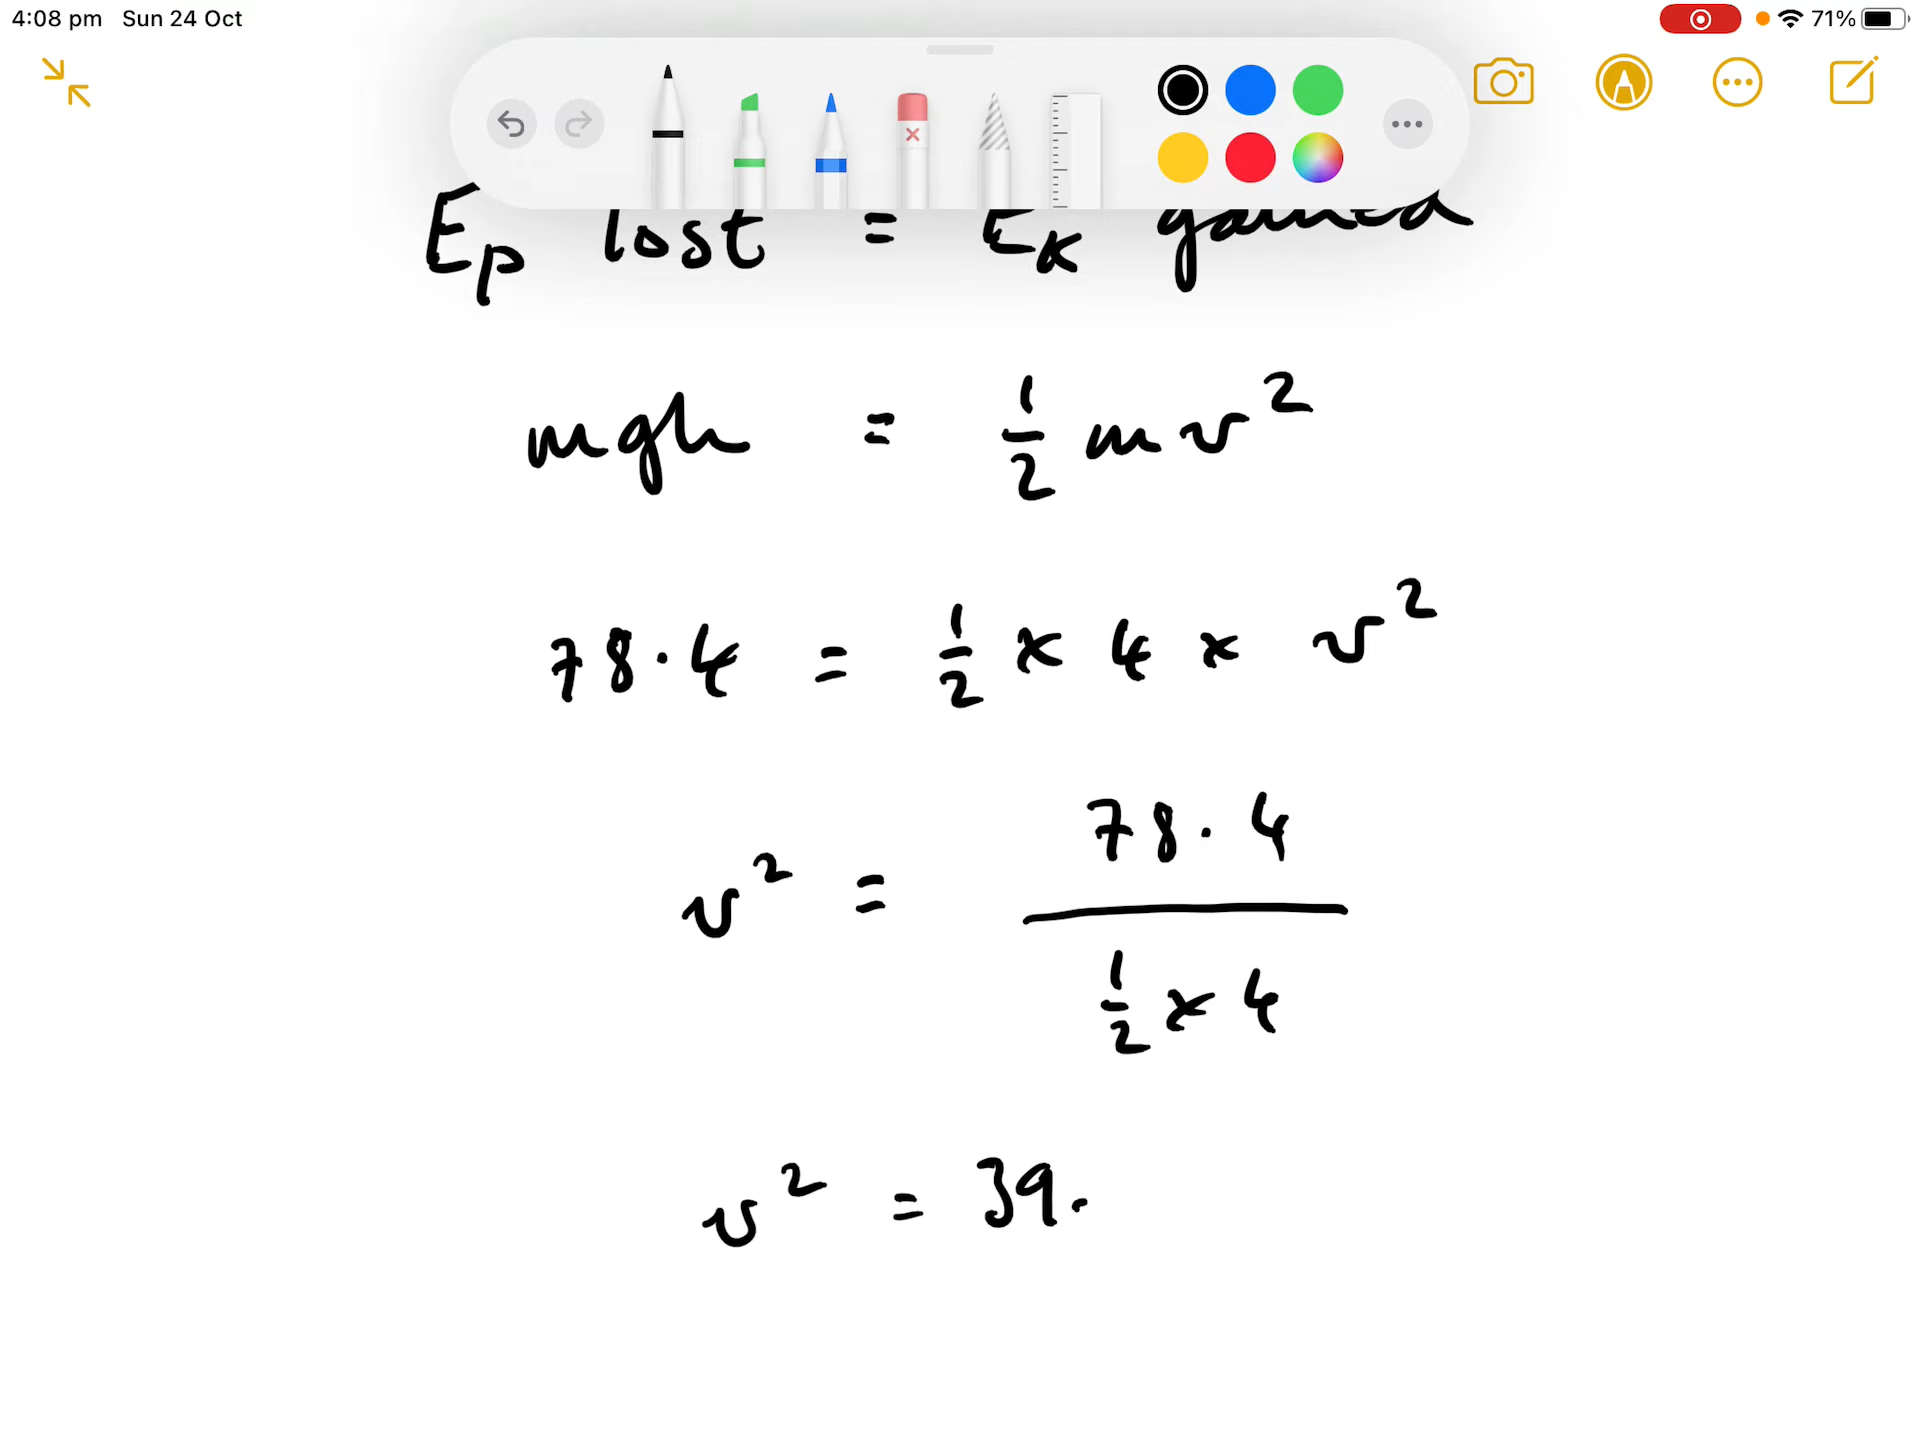 4:08 pm Sun 24 Oct
71%
Ep lost = EK gained
mgh = 1/2 mv²
78.4 = 1/2 × 4 × v²
v² = 78.4 / 1/2 × 4
v² = 39.